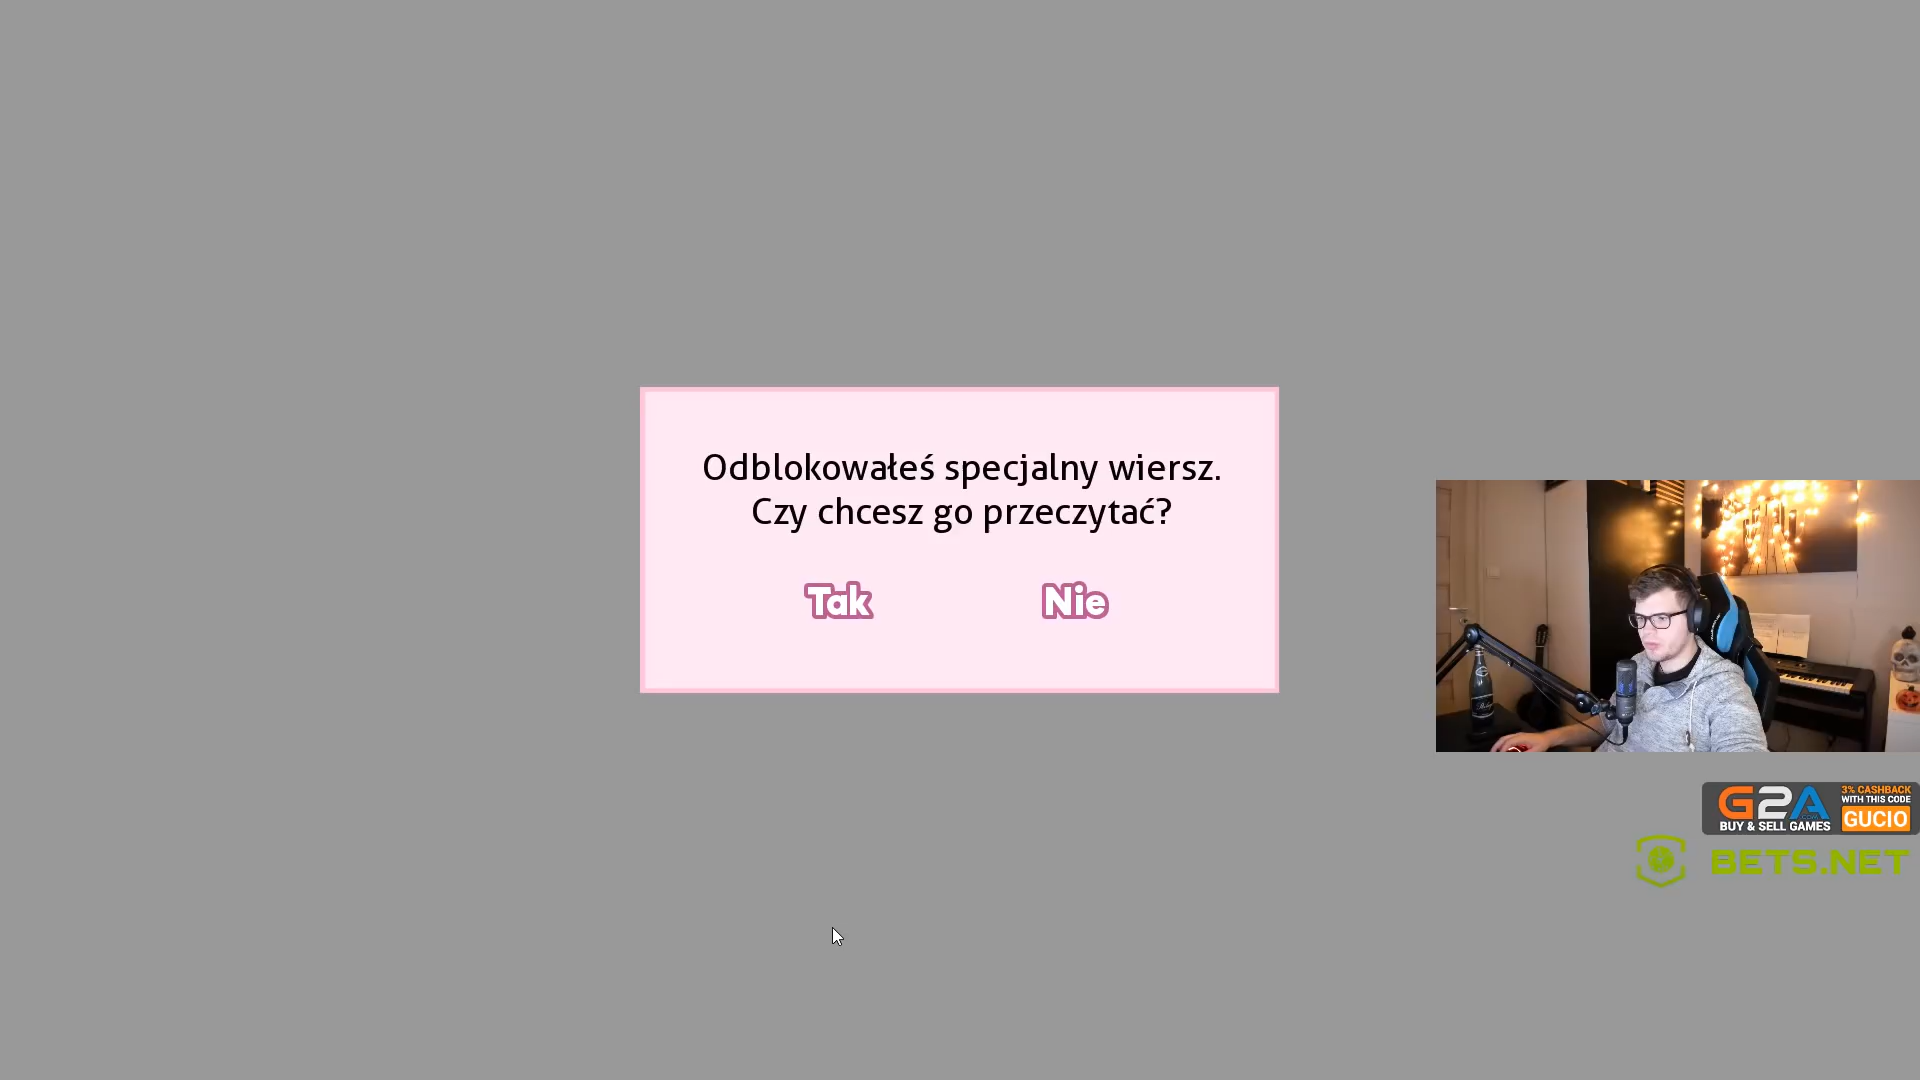 Odblokowałeś specjalny wiersz.
Czy chcesz go przeczytać?
Tak
Nie
G2A
.COM
BUY & SELL GAMES
3% CASHBACK
WITH THIS CODE
GUCIO
BETS.NET